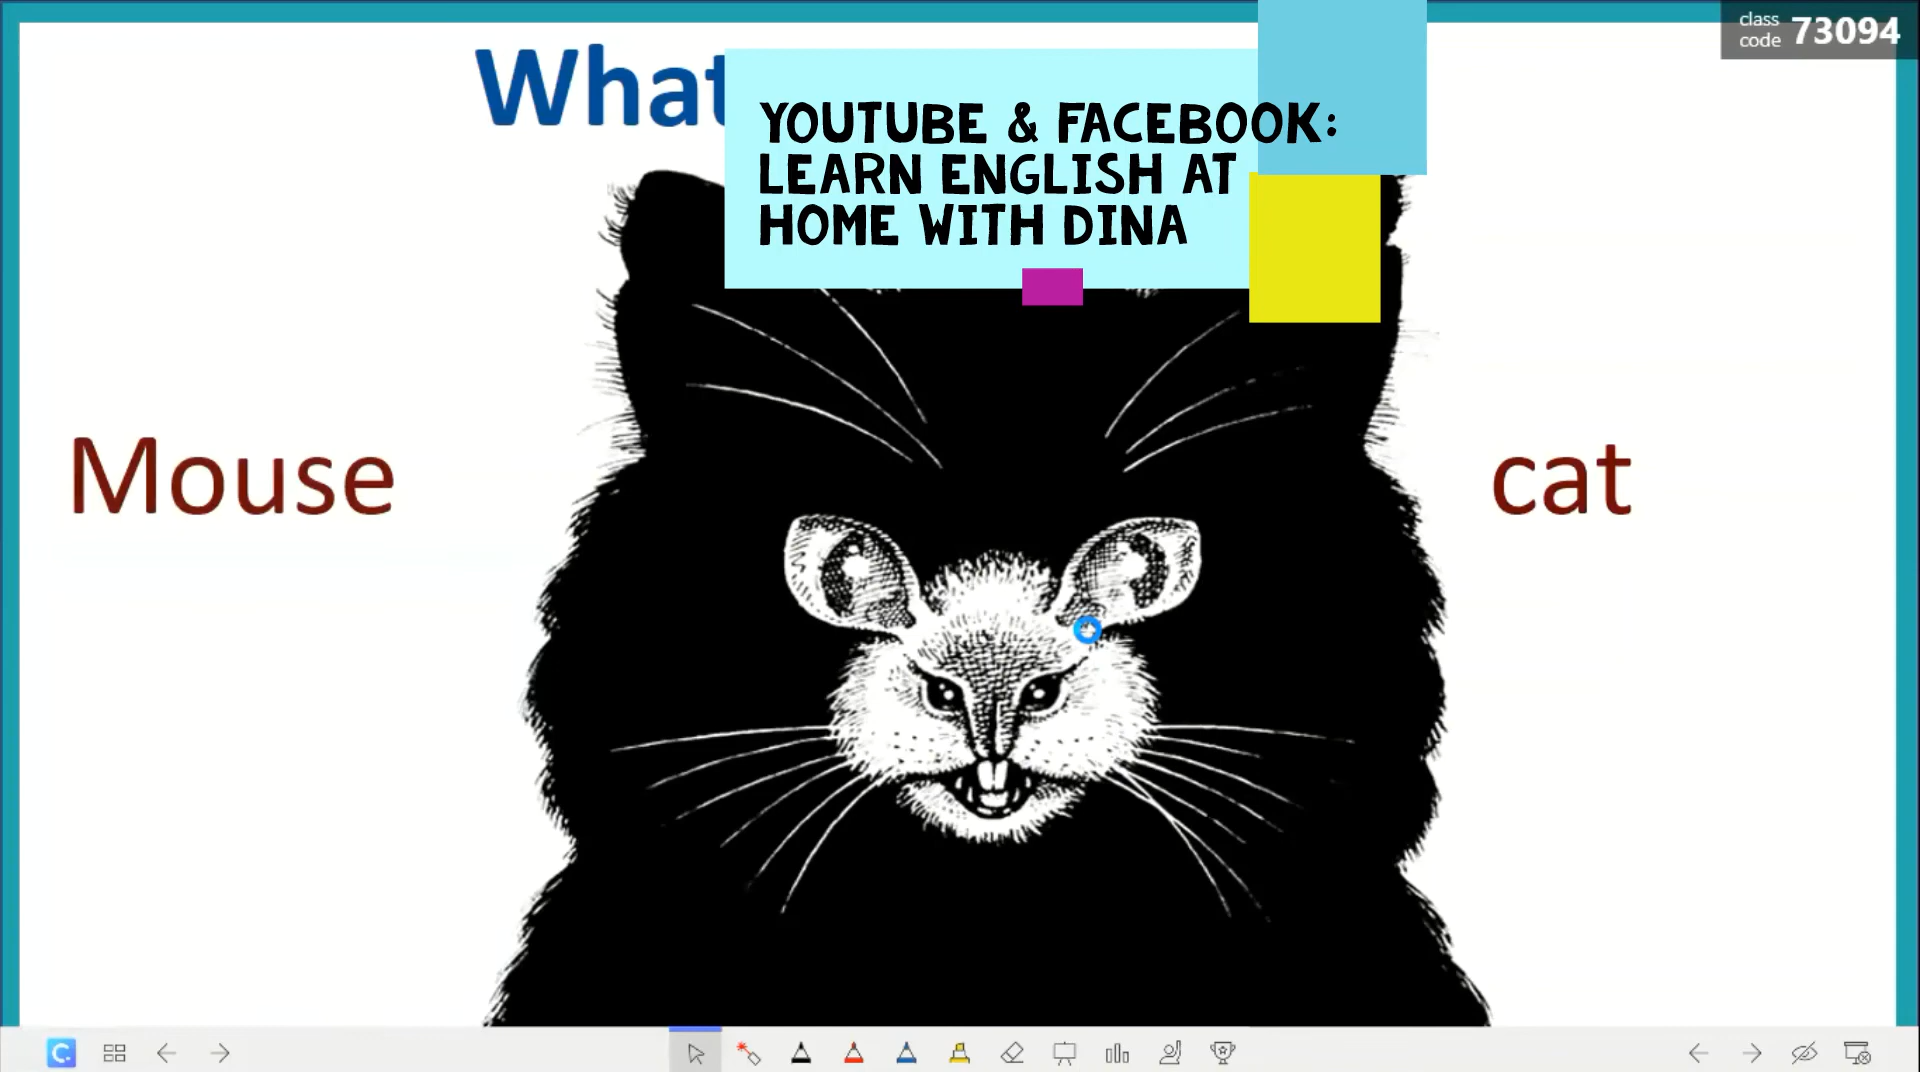 class
code 73094
What
YOUTUBE & FACEBOOK:
LEARN ENGLISH AT
HOME WITH DINA
Mouse
cat